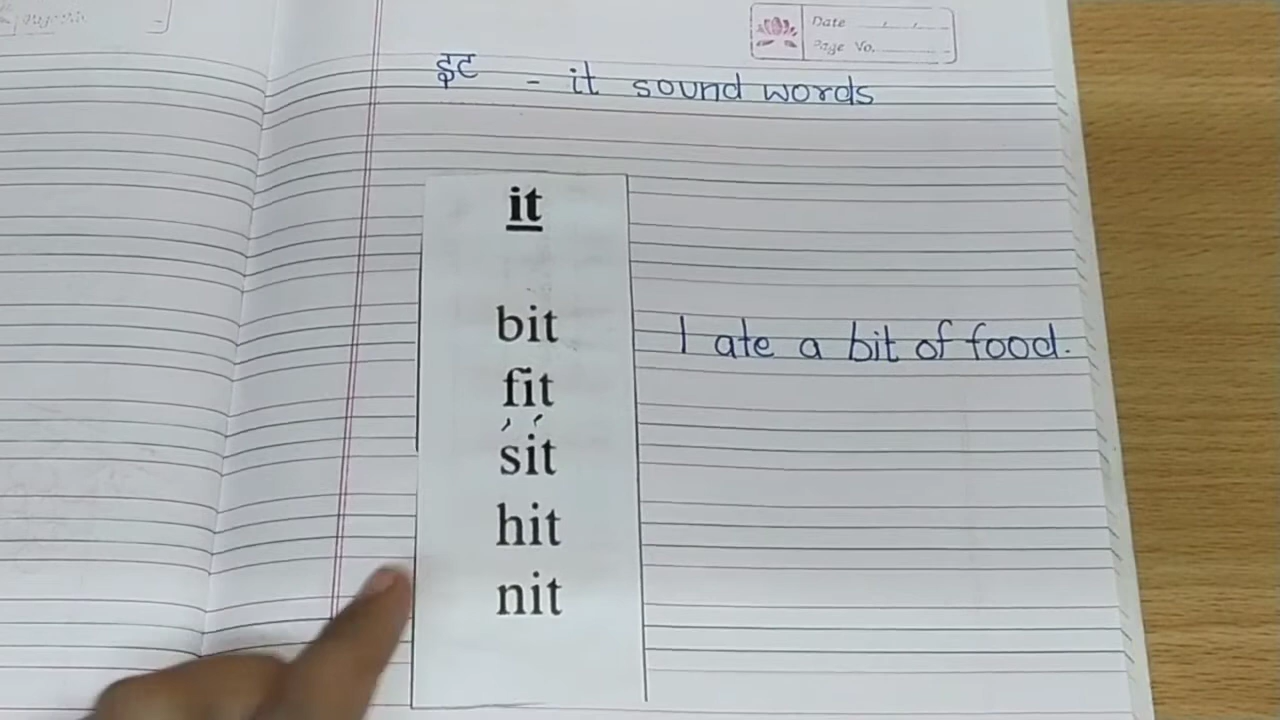 Date
Page No.
इट - it sound words
it
bit
I ate a bit of food.
fit
sit
hit
nit